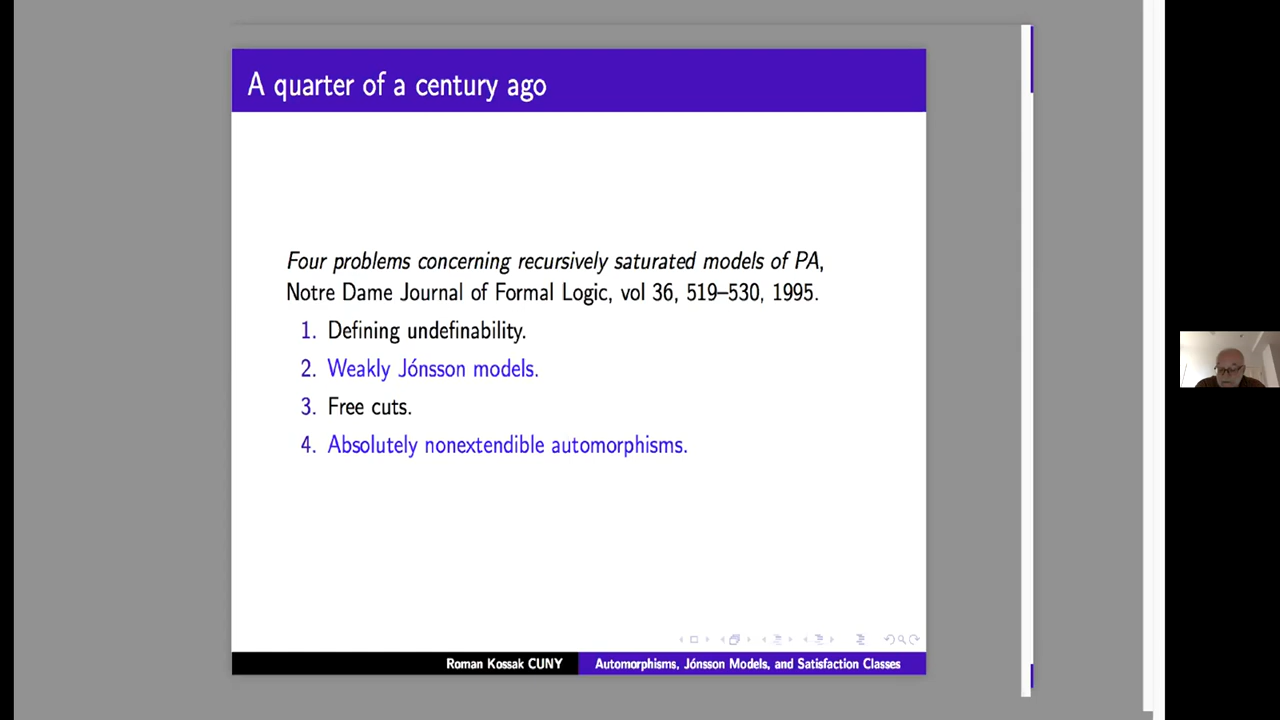 A quarter of a century ago
Four problems concerning recursively saturated models of PA,
Notre Dame Journal of Formal Logic, vol 36, 519–530, 1995.
1. Defining undefinability.
2. Weakly Jónsson models.
3. Free cuts.
4. Absolutely nonextendible automorphisms.
Roman Kossak CUNY Automorphisms, Jónsson Models, and Satisfaction Classes